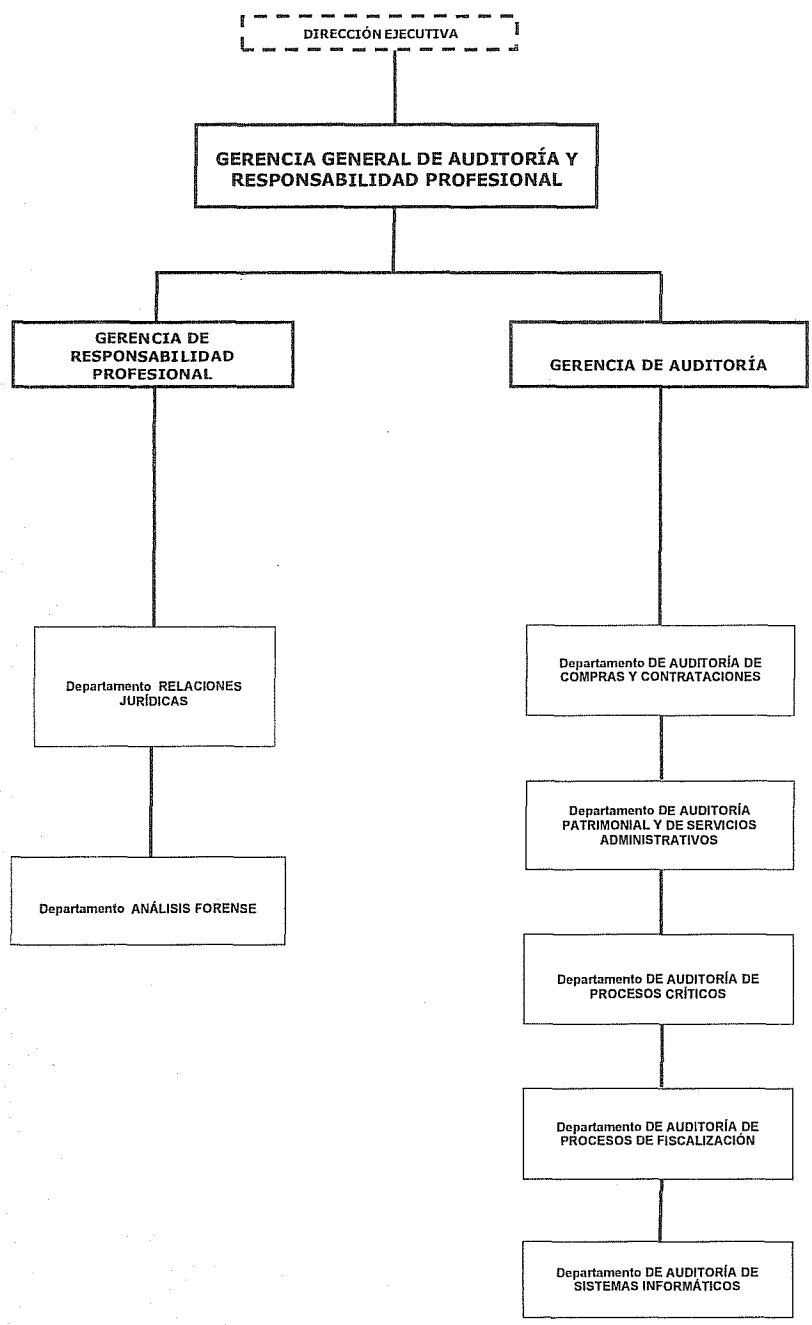 DIRECCIÓN EJECUTIVA
GERENCIA GENERAL DE AUDITORÍA Y
RESPONSABILIDAD PROFESIONAL
GERENCIA DE
RESPONSABILIDAD
PROFESIONAL
GERENCIA DE AUDITORÍA
Departamento RELACIONES
JURÍDICAS
Departamento ANÁLISIS FORENSE
Departamento DE AUDITORÍA DE
COMPRAS Y CONTRATACIONES
Departamento DE AUDITORÍA
PATRIMONIAL Y DE SERVICIOS
ADMINISTRATIVOS
Departamento DE AUDITORÍA DE
PROCESOS CRÍTICOS
Departamento DE AUDITORÍA DE
PROCESOS DE FISCALIZACIÓN
Departamento DE AUDITORÍA DE
SISTEMAS INFORMÁTICOS